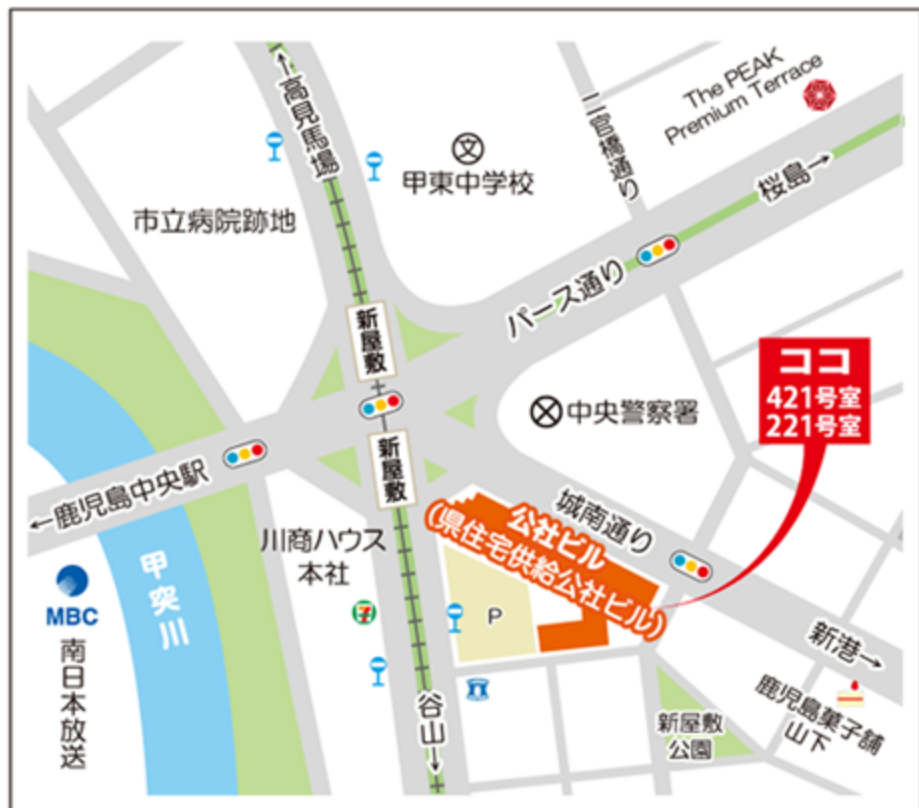 The PEAK
Premium Terrace
二官橋通り
←高見馬場
甲東中学校
桜島→
市立病院跡地
パース通り
新屋敷
ココ
421号室
221号室
中央警察署
新屋敷
←鹿児島中央駅
城南通り
公社ビル
(県住宅供給公社ビル)
川商ハウス
本社
甲突川
MBC
南日本放送
7
P
新港→
谷山→
新屋敷
公園
鹿児島菓子舗
山下